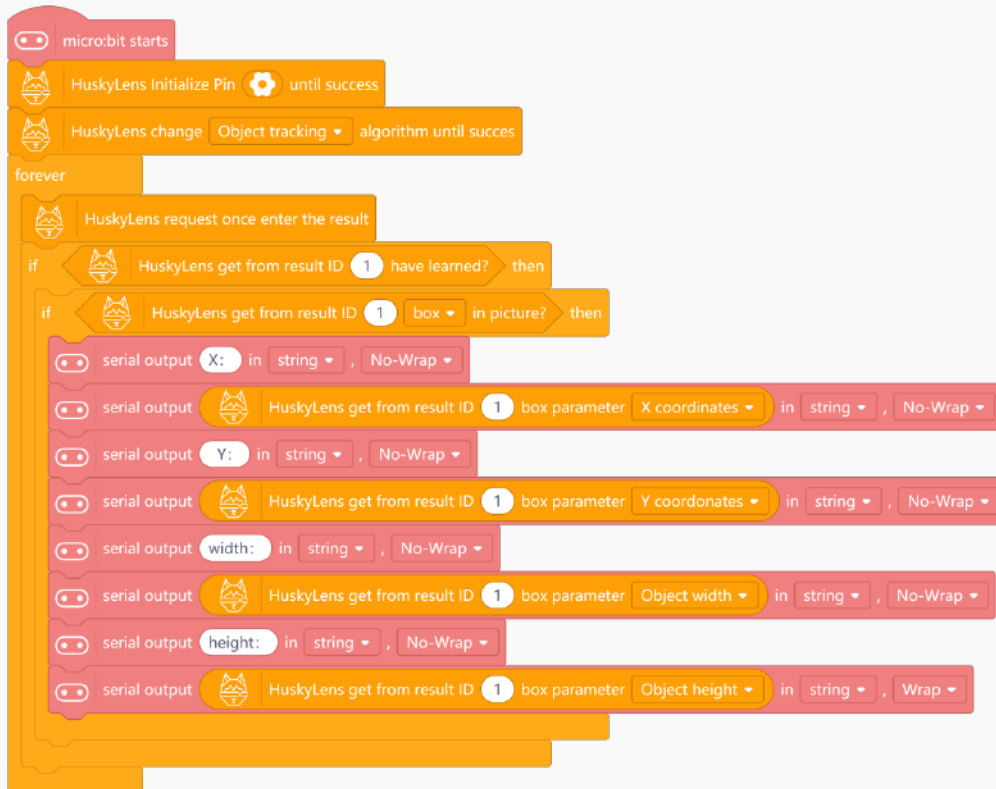 micro:bit starts
HuskyLens Initialize Pin until success
HuskyLens change Object tracking algorithm until succes
forever
HuskyLens request once enter the result
if HuskyLens get from result ID 1 have learned? then
if HuskyLens get from result ID 1 box in picture? then
serial output X: in string , No-Wrap
serial output HuskyLens get from result ID 1 box parameter X coordinates in string , No-Wrap
serial output Y: in string , No-Wrap
serial output HuskyLens get from result ID 1 box parameter Y coordonates in string , No-Wrap
serial output width: in string , No-Wrap
serial output HuskyLens get from result ID 1 box parameter Object width in string , No-Wrap
serial output height: in string , No-Wrap
serial output HuskyLens get from result ID 1 box parameter Object height in string , Wrap